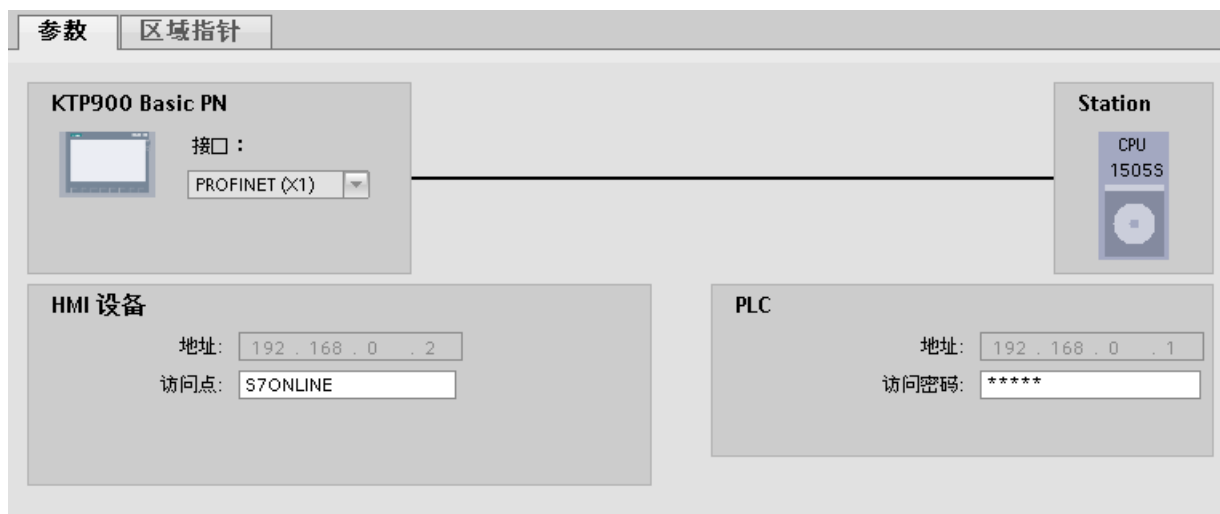 参数 区域指针
KTP900 Basic PN
接口：
PROFINET (X1)
Station
CPU
1505S
HMI 设备
地址: 192 . 168 . 0 . 2
访问点: S7ONLINE
PLC
地址: 192 . 168 . 0 . 1
访问密码: *****